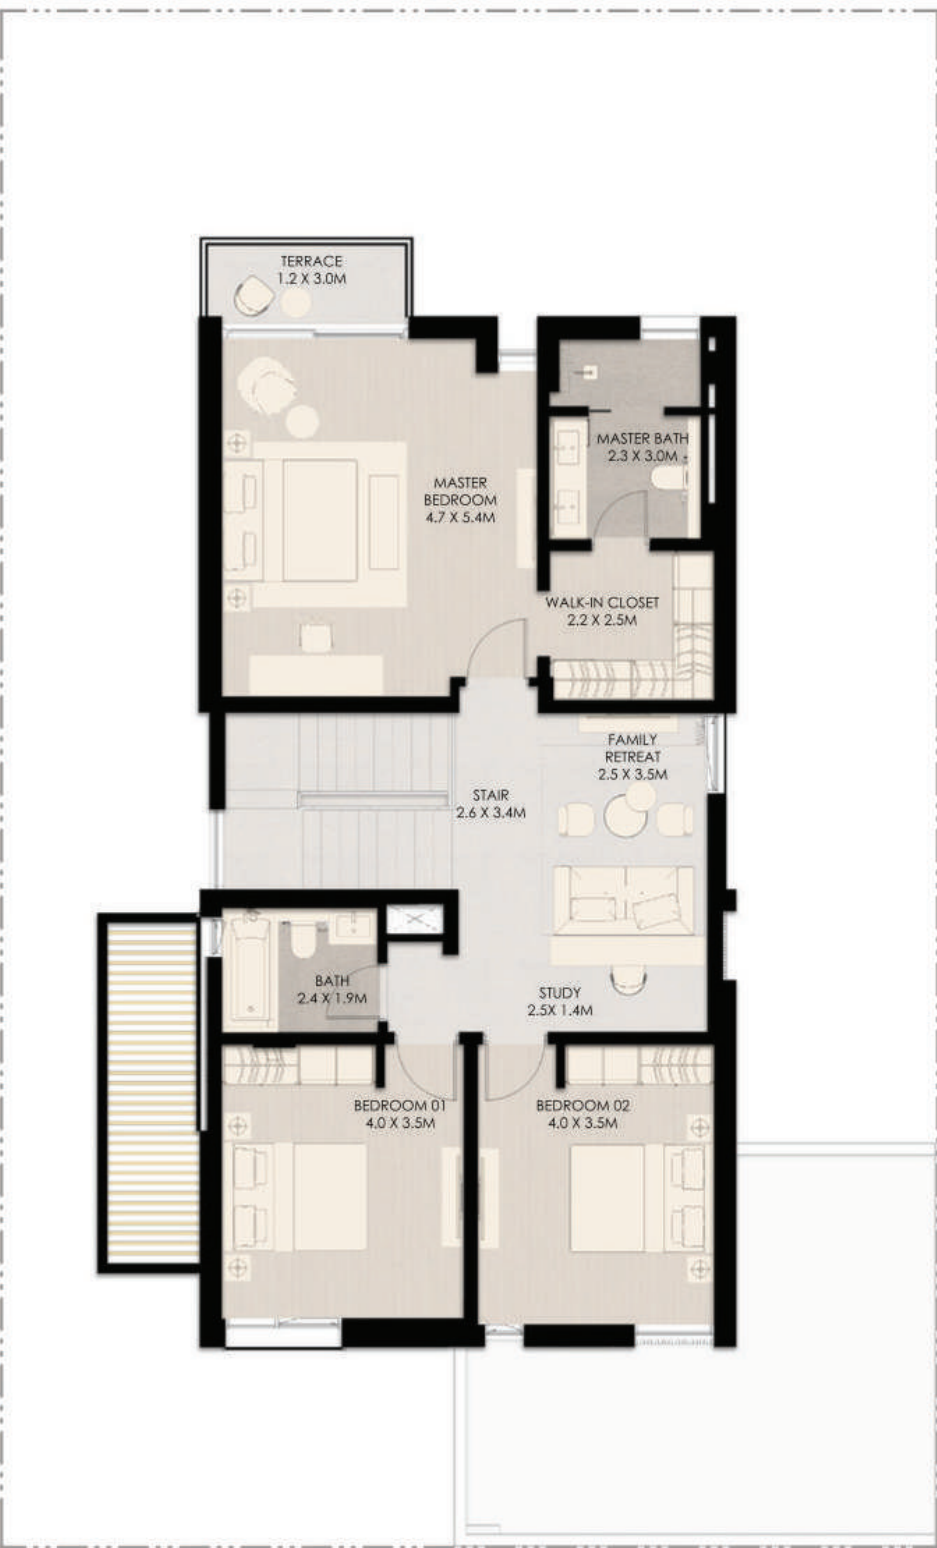 TERRACE
1.2 X 3.0M
MASTER BATH
2.3 X 3.0M
MASTER
BEDROOM
4.7 X 5.4M
WALK-IN CLOSET
2.2 X 2.5M
FAMILY
RETREAT
2.5 X 3.5M
STAIR
2.6 X 3.4M
BATH
2.4 X 1.9M
STUDY
2.5X 1.4M
BEDROOM 01
4.0 X 3.5M
BEDROOM 02
4.0 X 3.5M